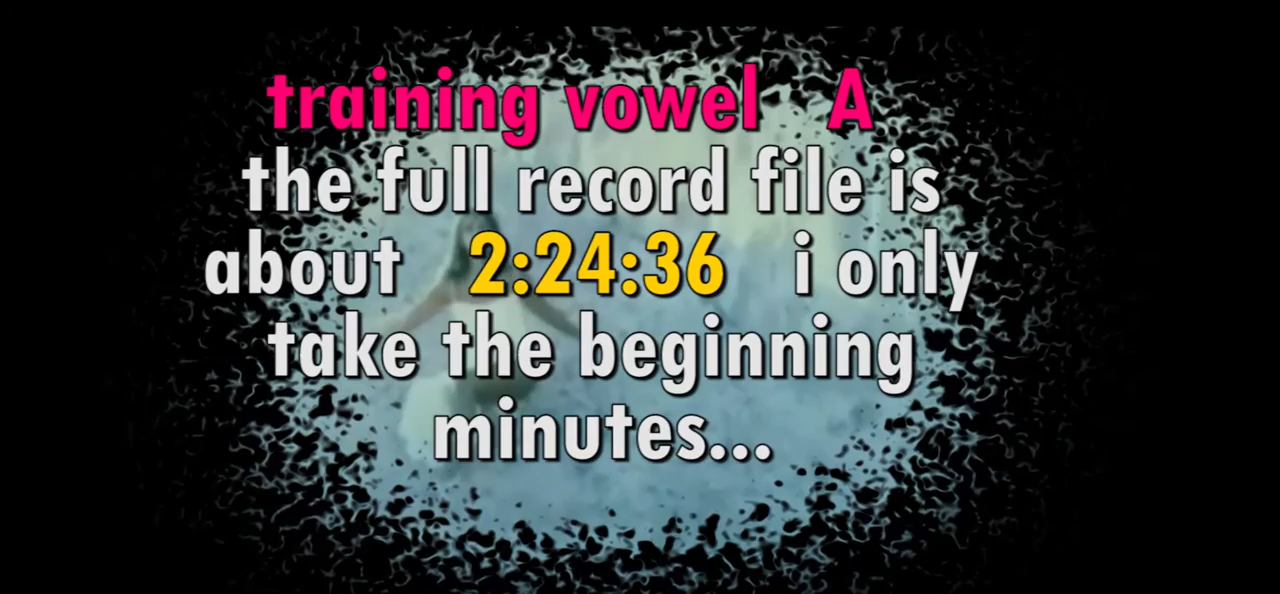 training vowel A
the full record file is
about 2:24:36 i only
take the beginning
minutes...